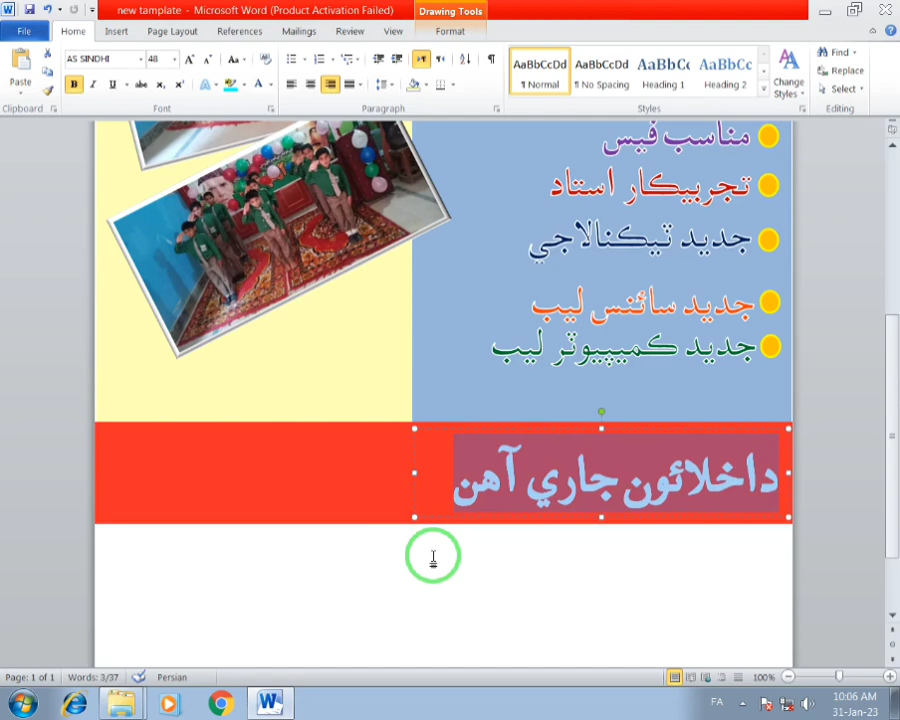 new tamplate - Microsoft Word (Product Activation Failed)
Drawing Tools
File Home Insert Page Layout References Mailings Review View Format
Paste
AS SINDHI 48
AaBbCcDd AaBbCcDd AaBbCc AaBbCc
¶ Normal ¶ No Spacing Heading 1 Heading 2
Change Styles
Find
Replace
Select
Clipboard Font Paragraph Styles Editing
مناسب فيس
تجربيڪار استاد
جديد ٽيڪنالاجي
جديد سائنس ليب
جديد ڪمپيوٽر ليب
داخلائون جاري آهن
Page: 1 of 1 Words: 3/37 Persian 100%
FA 10:06 AM
31-Jan-23